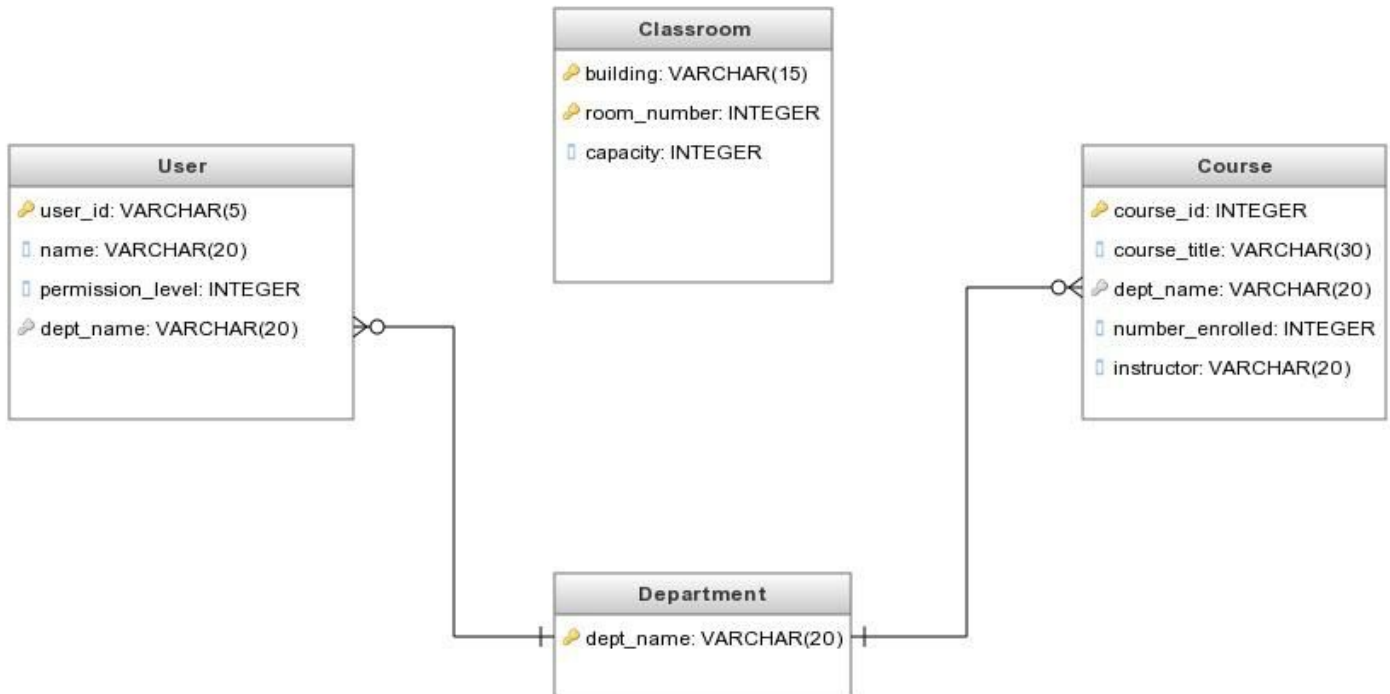 Classroom
building: VARCHAR(15)
room_number: INTEGER
capacity: INTEGER
User
user_id: VARCHAR(5)
name: VARCHAR(20)
permission_level: INTEGER
dept_name: VARCHAR(20)
Course
course_id: INTEGER
course_title: VARCHAR(30)
dept_name: VARCHAR(20)
number_enrolled: INTEGER
instructor: VARCHAR(20)
Department
dept_name: VARCHAR(20)